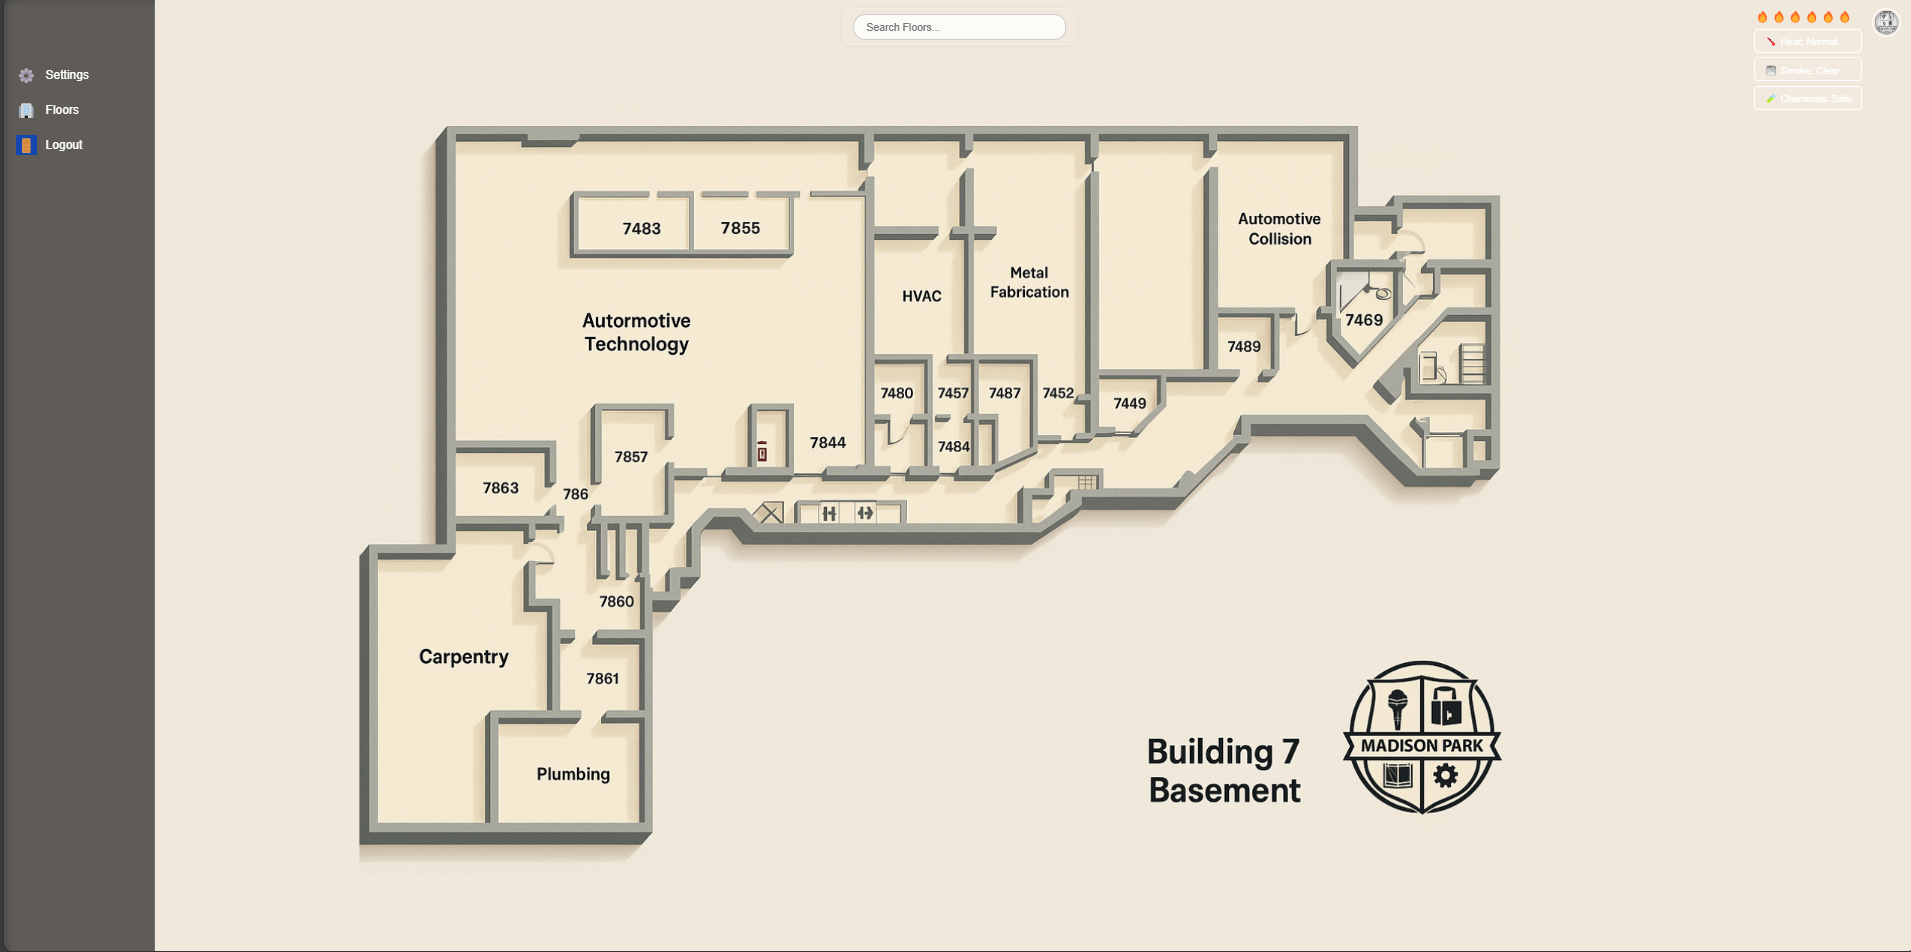 Search Floors...
Heat: Normal
Smoke: Clear
Chemicals: Safe
Settings
Floors
Logout
7483
7855
Automotive
Collision
Metal
Fabrication
HVAC
Autormotive
Technology
7469
7489
7480
7457
7487
7452
7449
7844
7484
7857
7863
786
7860
Carpentry
7861
Plumbing
Building 7
Basement
MADISON PARK